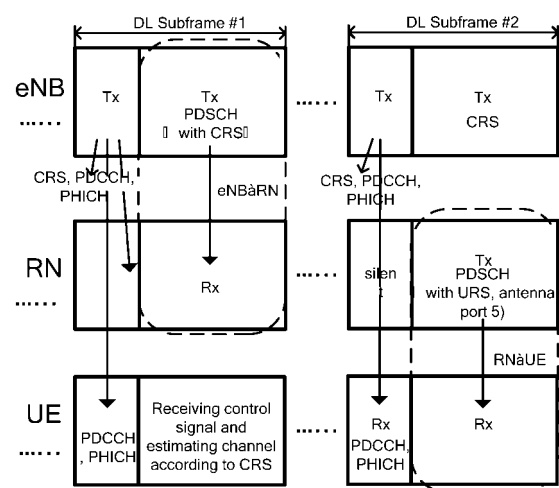 DL Subframe #1
DL Subframe #2
eNB
Tx
Tx
PDSCH
with CRS
......
Tx
Tx
CRS
......
CRS, PDCCH,
PHICH
eNBàRN
CRS, PDCCH,
PHICH
RN
Rx
......
silen
t
Tx
PDSCH
with URS, antenna
port 5)
......
RNàUE
UE
PDCCH
, PHICH
Receiving control
signal and
estimating channel
according to CRS
......
Rx
PDCCH,
PHICH
Rx
......